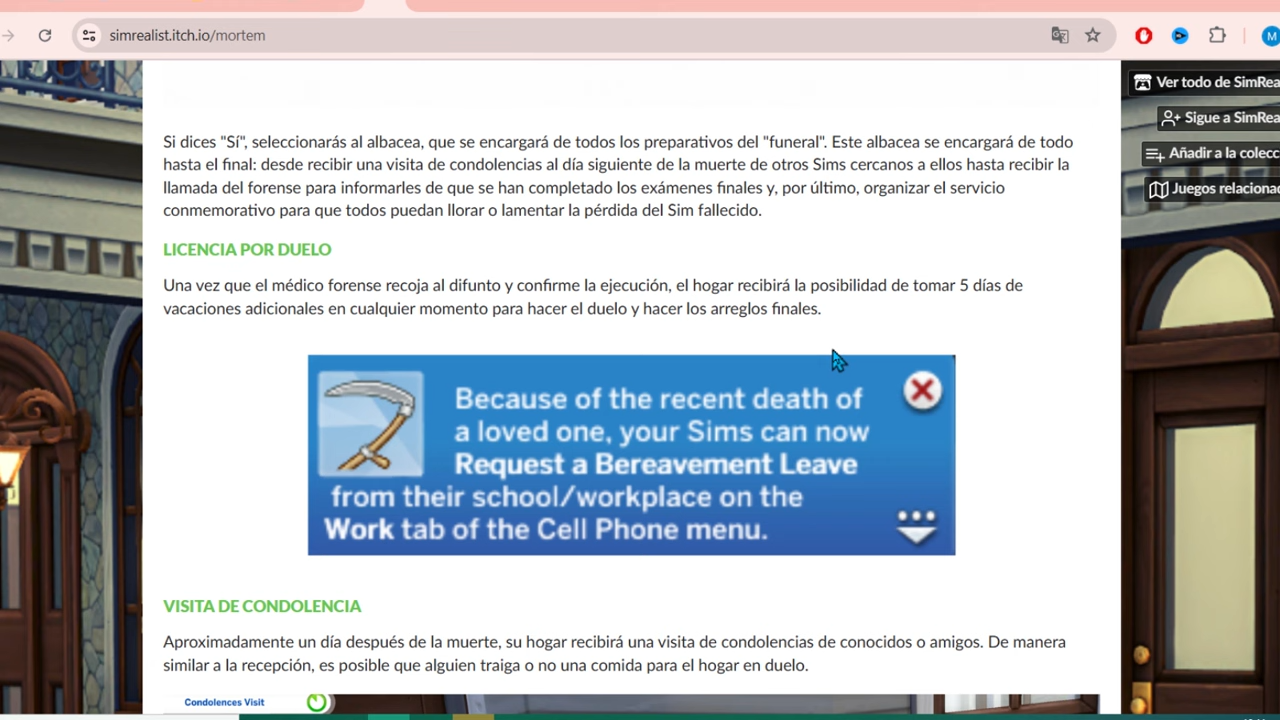 simrealist.itch.io/mortem
M
Ver todo de SimRea
Sigue a SimRea
Añadir a la colecc
Juegos relaciona
Si dices "Sí", seleccionarás al albacea, que se encargará de todos los preparativos del "funeral". Este albacea se encargará de todo
hasta el final: desde recibir una visita de condolencias al día siguiente de la muerte de otros Sims cercanos a ellos hasta recibir la
llamada del forense para informarles de que se han completado los exámenes finales y, por último, organizar el servicio
conmemorativo para que todos puedan llorar o lamentar la pérdida del Sim fallecido.
LICENCIA POR DUELO
Una vez que el médico forense recoja al difunto y confirme la ejecución, el hogar recibirá la posibilidad de tomar 5 días de
vacaciones adicionales en cualquier momento para hacer el duelo y hacer los arreglos finales.
Because of the recent death of
a loved one, your Sims can now
Request a Bereavement Leave
from their school/workplace on the
Work tab of the Cell Phone menu.
VISITA DE CONDOLENCIA
Aproximadamente un día después de la muerte, su hogar recibirá una visita de condolencias de conocidos o amigos. De manera
similar a la recepción, es posible que alguien traiga o no una comida para el hogar en duelo.
Condolences Visit